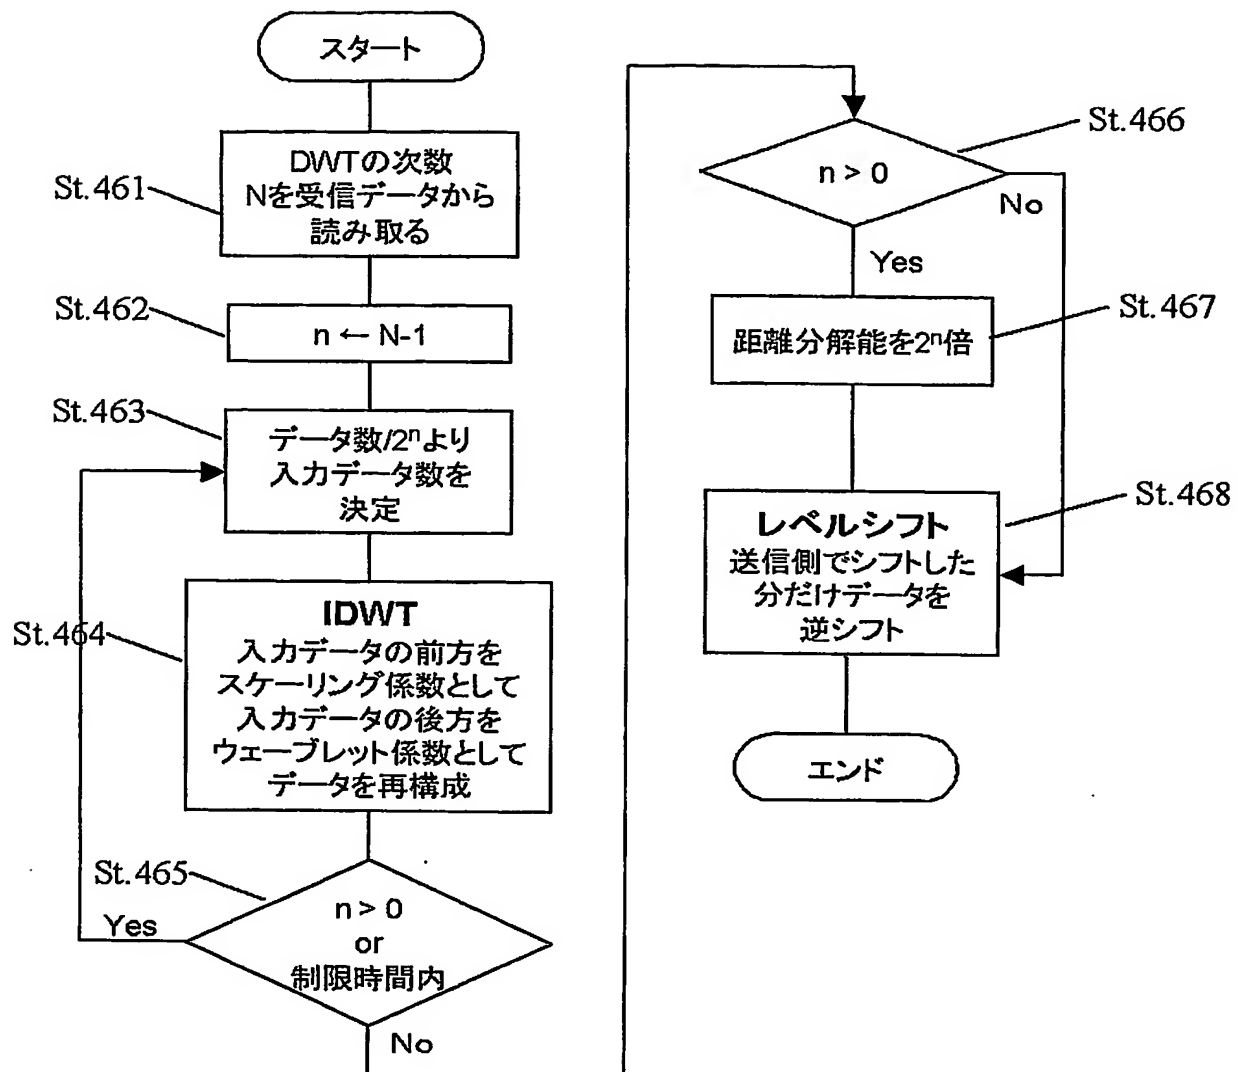 スタート
St.461
DWTの次数
Nを受信データから
読み取る
St.462
n ← N-1
St.463
データ数/2ⁿより
入力データ数を
決定
St.464
IDWT
入力データの前方を
スケーリング係数として
入力データの後方を
ウェーブレット係数として
データを再構成
St.465
n > 0
or
制限時間内
Yes
No
St.466
n > 0
No
Yes
St.467
距離分解能を2ⁿ倍
St.468
レベルシフト
送信側でシフトした
分だけデータを
逆シフト
エンド